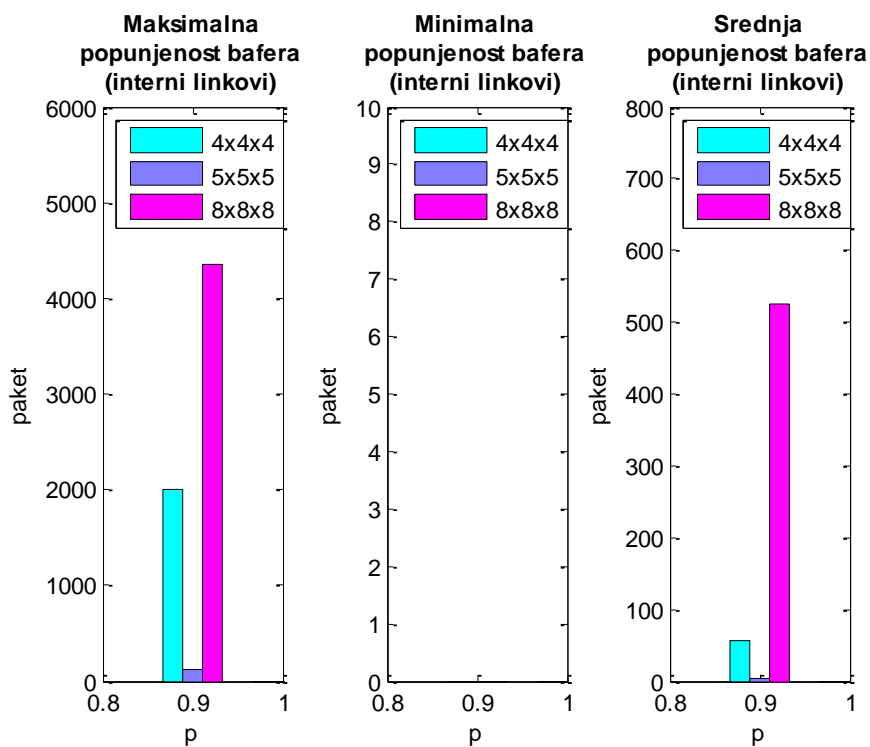 Maksimalna
popunjenost bafera
(interni linkovi)
6000
5000
4000
3000
2000
1000
0
paket
4x4x4
5x5x5
8x8x8
0.8
0.9
1
p
Minimalna
popunjenost bafera
(interni linkovi)
10
9
8
7
6
5
4
3
2
1
0
paket
4x4x4
5x5x5
8x8x8
0.8
0.9
1
p
Srednja
popunjenost bafera
(interni linkovi)
800
700
600
500
400
300
200
100
0
paket
4x4x4
5x5x5
8x8x8
0.8
0.9
1
p